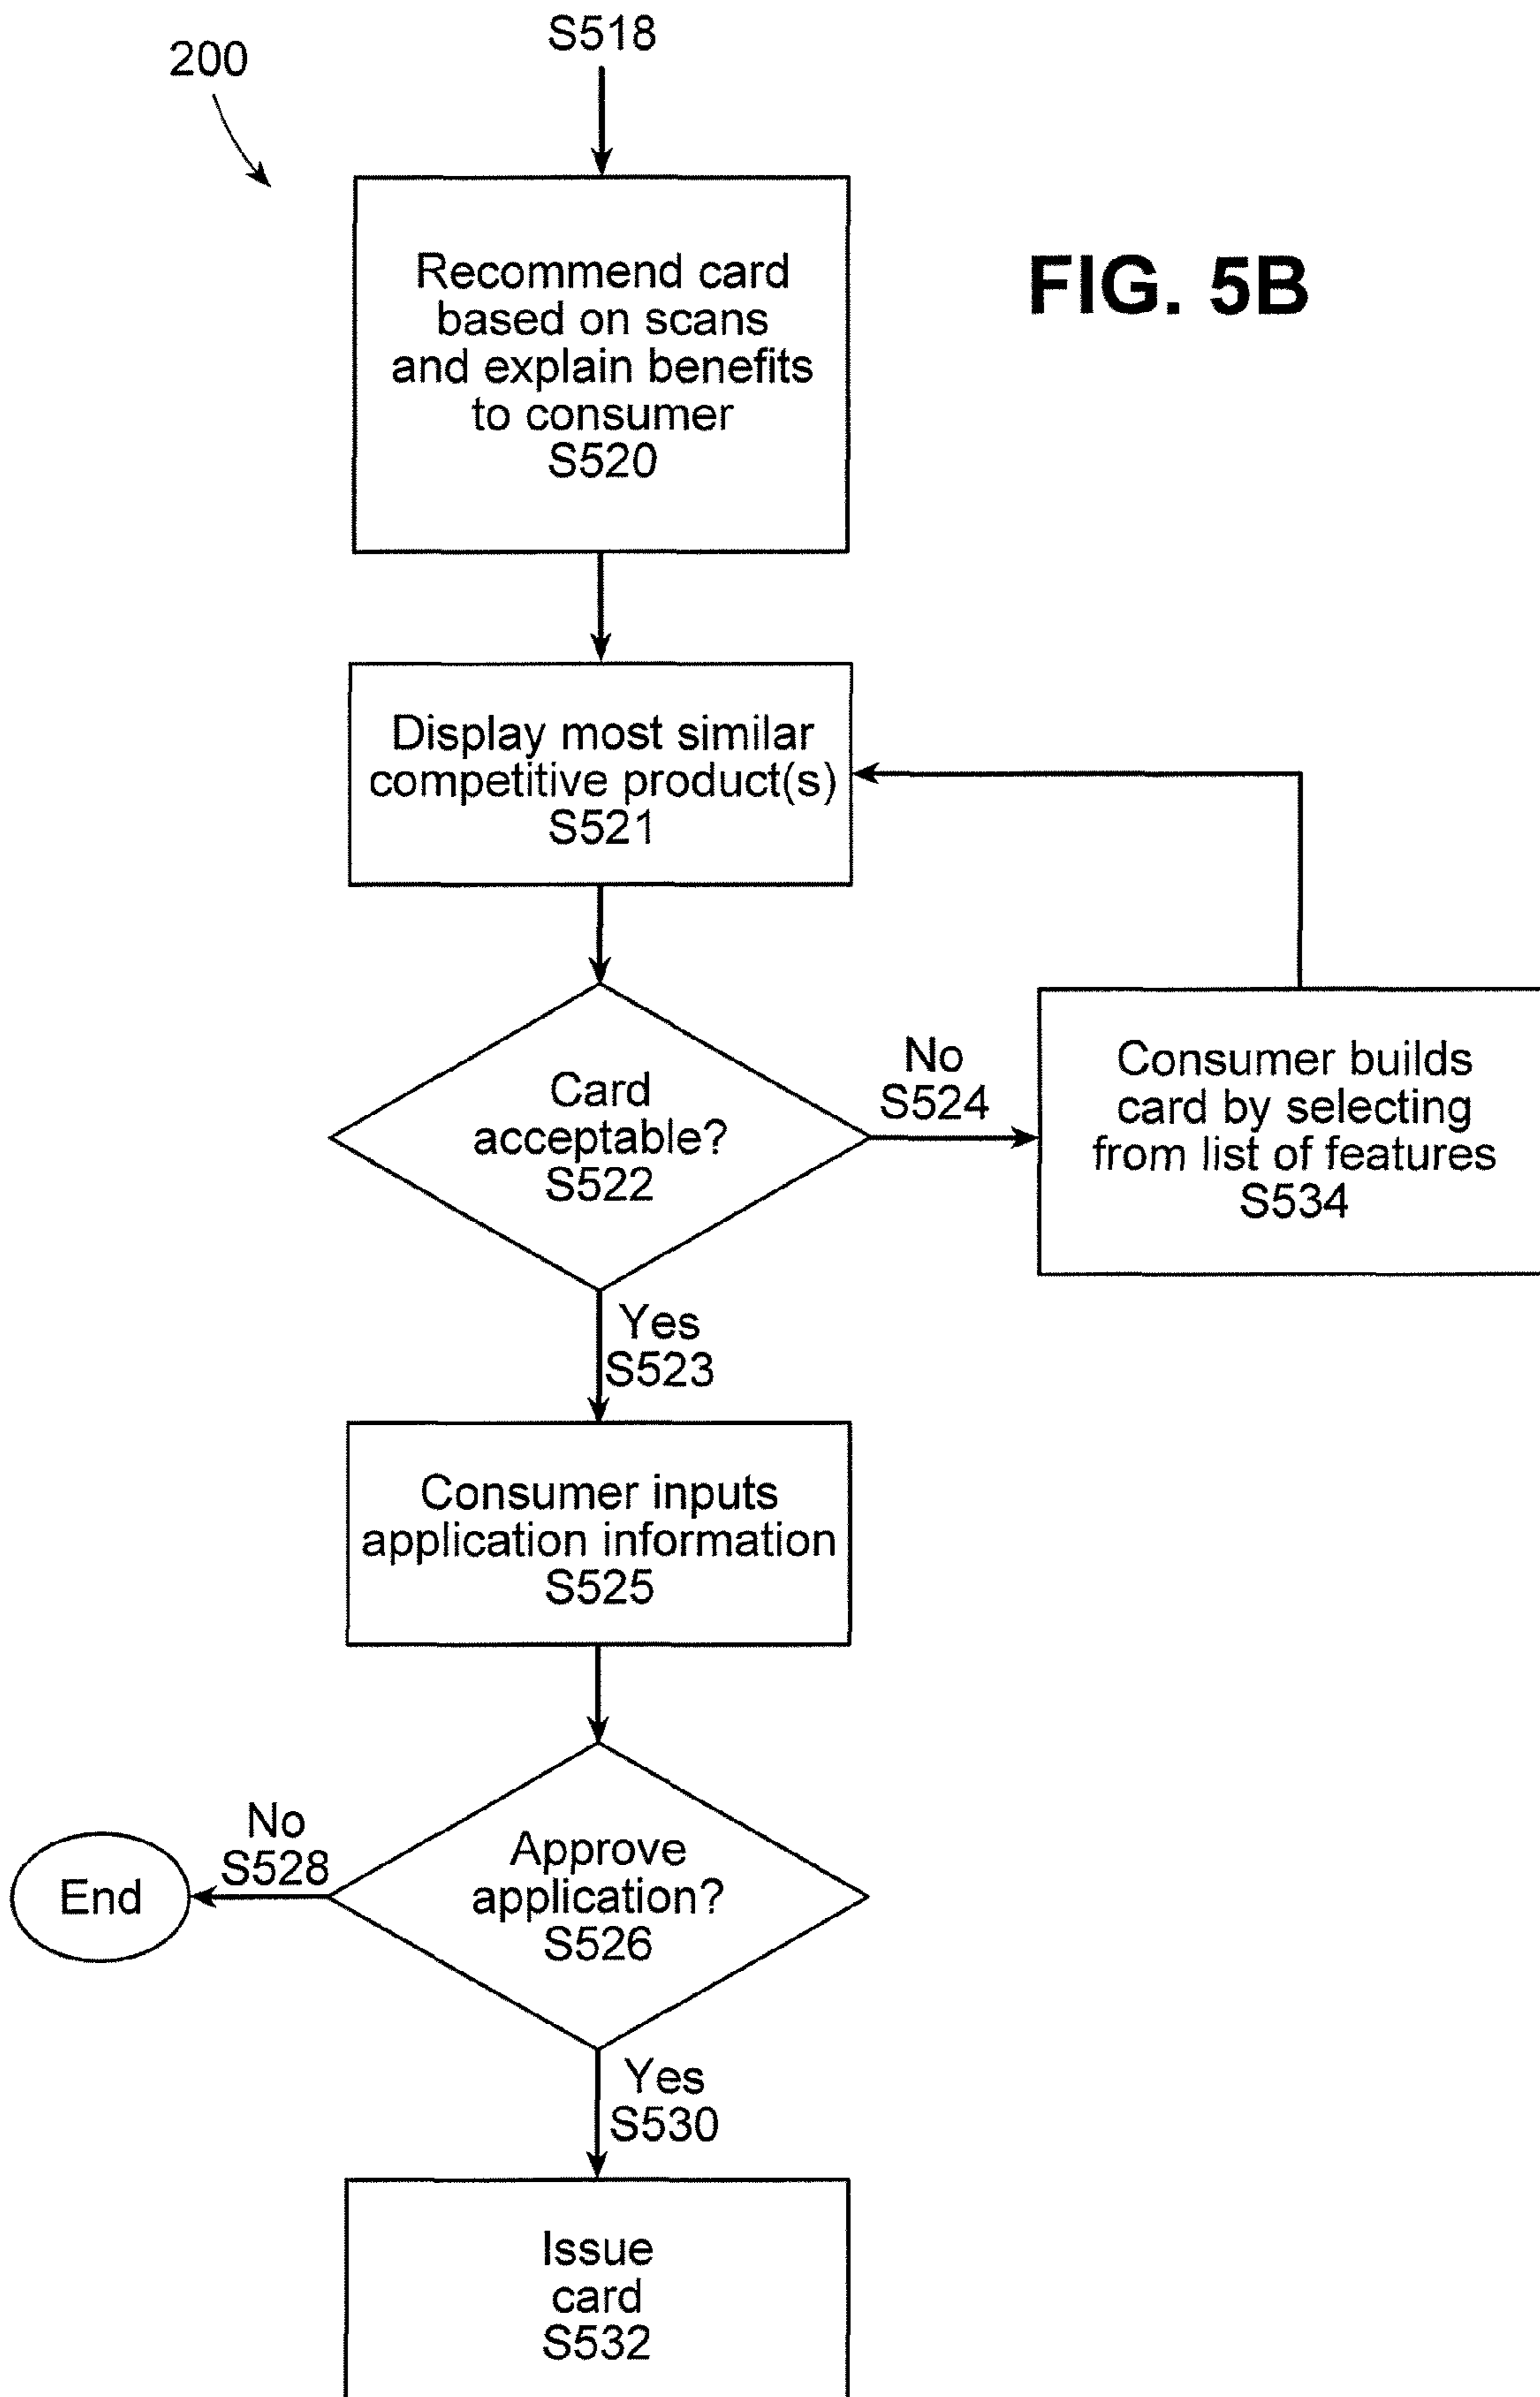 200
S518
FIG. 5B
Recommend card
based on scans
and explain benefits
to consumer
S520
Display most similar
competitive product(s)
S521
Card
acceptable?
S522
No
S524
Consumer builds
card by selecting
from list of features
S534
Yes
S523
Consumer inputs
application information
S525
Approve
application?
S526
No
S528
End
Yes
S530
Issue
card
S532